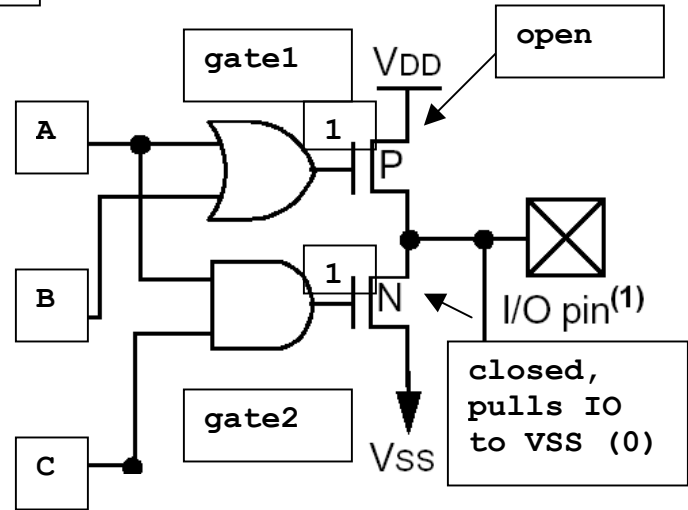 open
gate1
VDD
A
1
P
B
1
N
I/O pin(1)
closed,
pulls IO
to VSS (0)
gate2
VSS
C